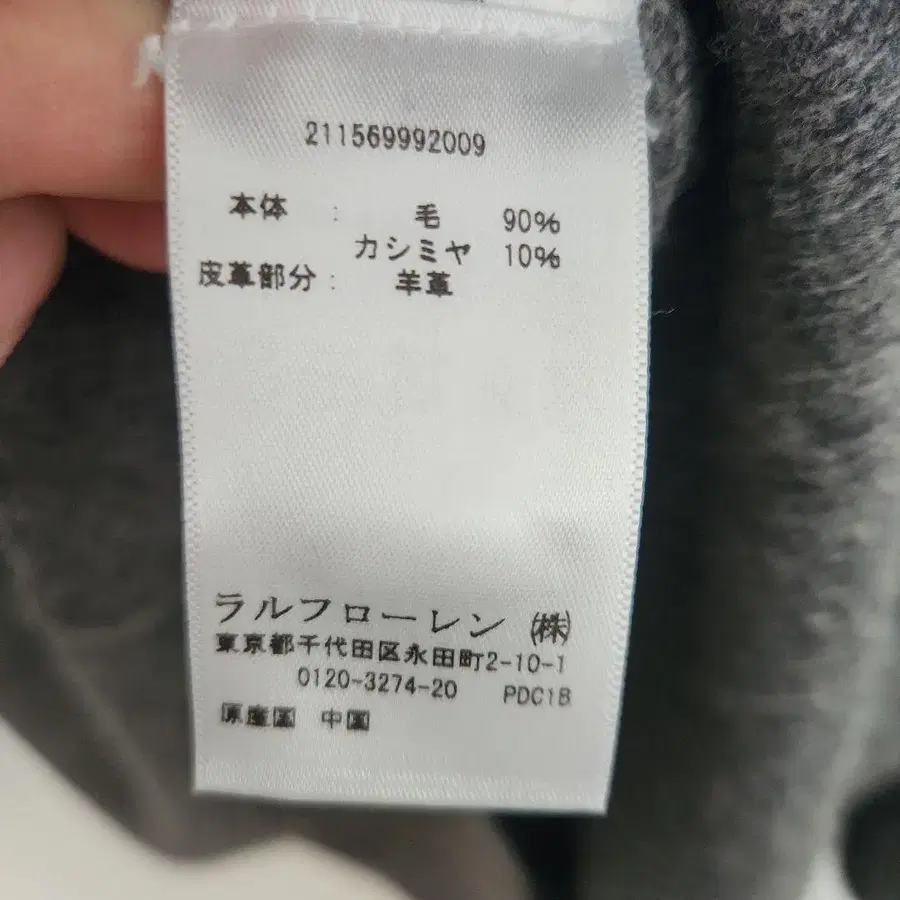 211569992009
本体 : 毛 90%
カシミヤ 10%
皮革部分 : 羊革
ラルフローレン ㈱
東京都千代田区永田町2-10-1
0120-3274-20 PDC1B
原産国 中国